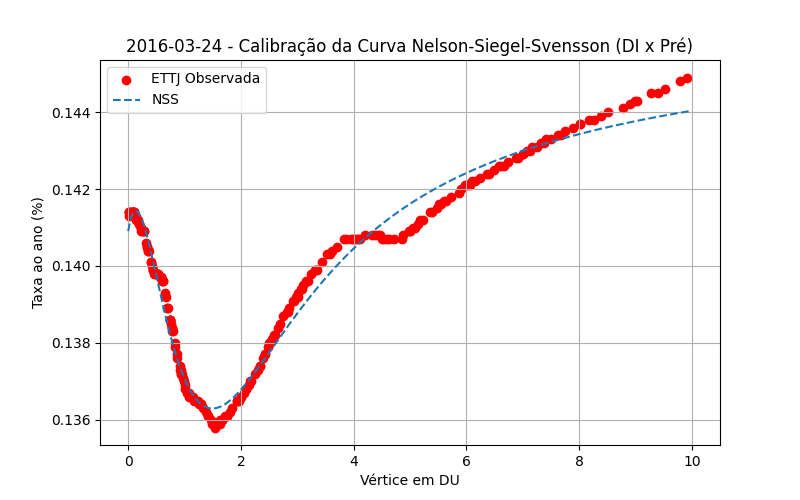 2016-03-24 - Calibração da Curva Nelson-Siegel-Svensson (DI x Pré)
ETTJ Observada
NSS
0.144
0.142
0.140
0.138
0.136
Taxa ao ano (%)
0 2 4 6 8 10
Vértice em DU